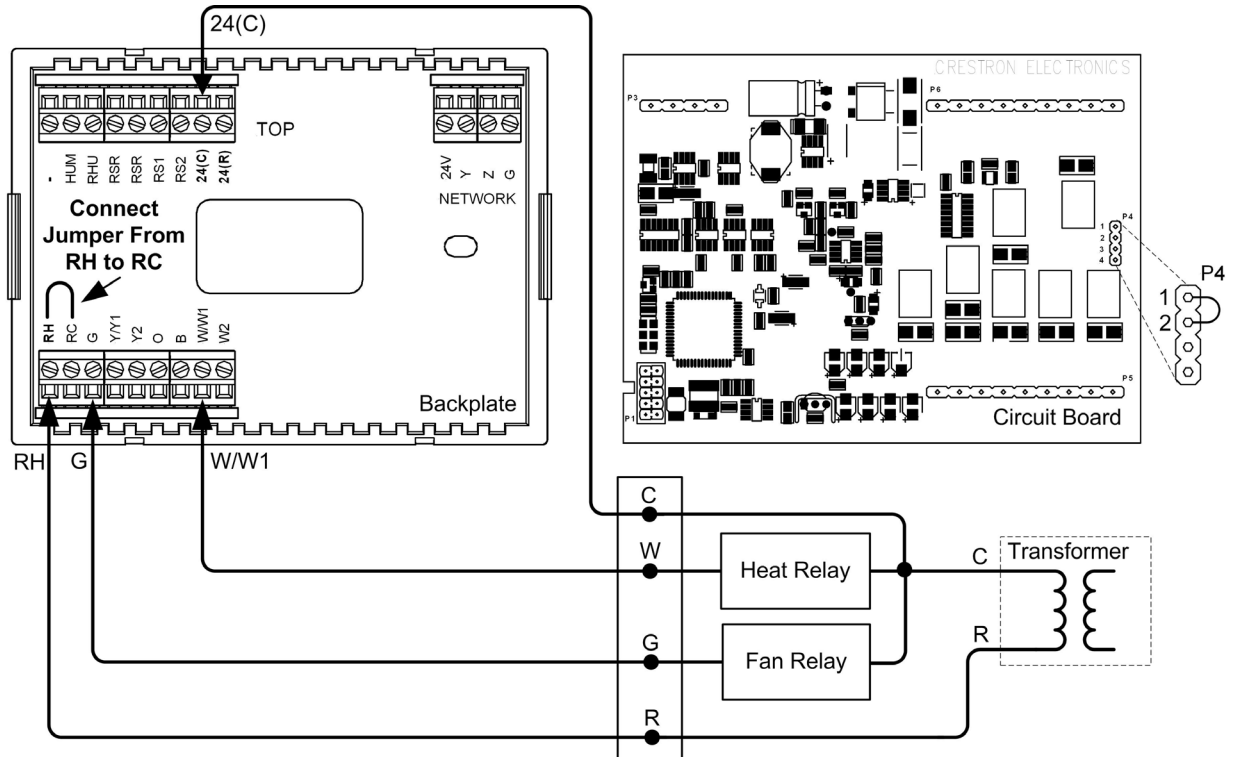 24(C)
TOP
-
HUM
RHU
RSR
RSR
RS1
RS2
24(C)
24(R)
24V
Y
Z
G
NETWORK
Connect
Jumper From
RH to RC
RH
RC
G
Y/Y1
Y2
O
B
W/W1
W2
Backplate
RH
G
W/W1
CRESTRON ELECTRONICS
P3
P6
P4
1
2
3
4
P4
1
2
P1
P5
Circuit Board
C
W
Heat Relay
G
Fan Relay
R
C
R
Transformer